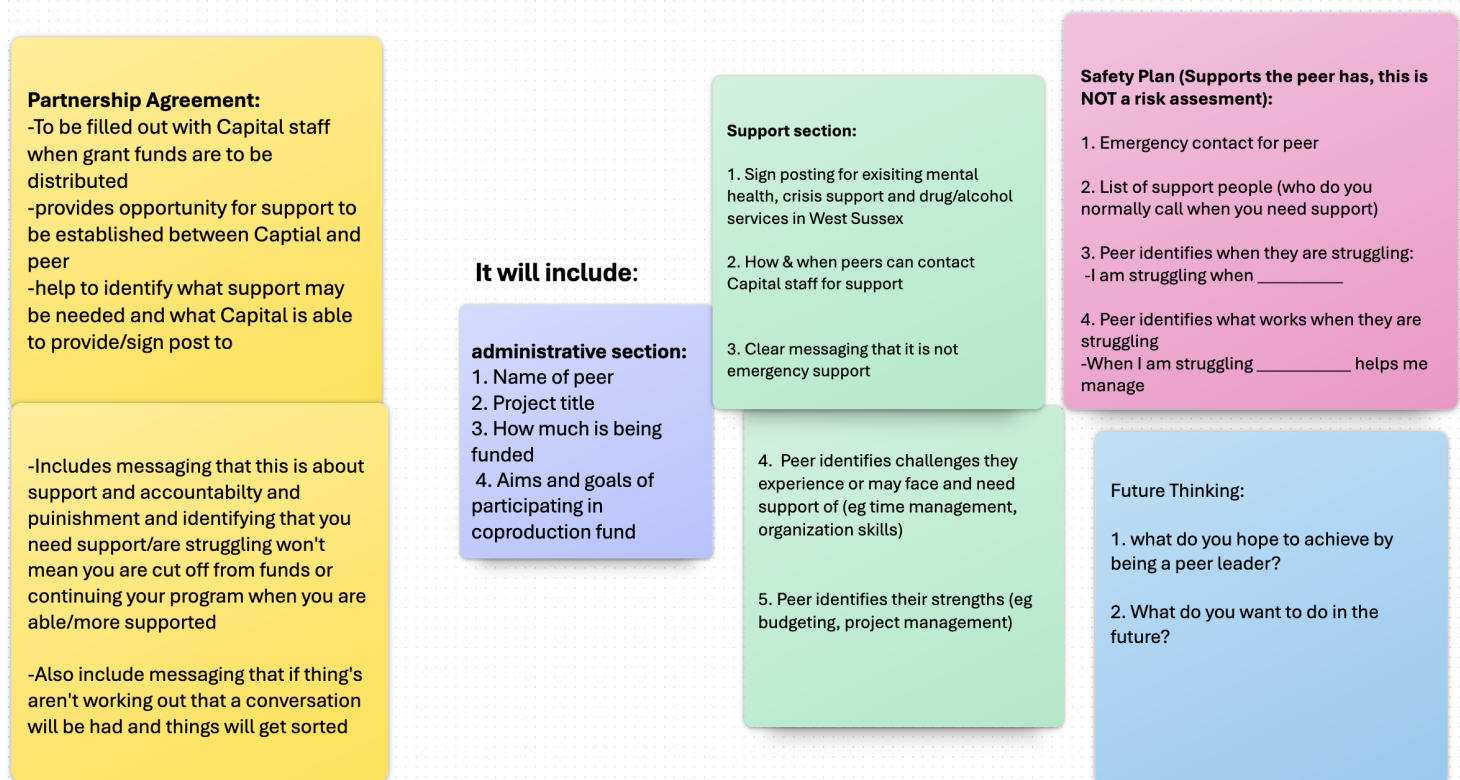 Partnership Agreement:
-To be filled out with Capital staff
when grant funds are to be
distributed
-provides opportunity for support to
be established between Captial and
peer
-help to identify what support may
be needed and what Capital is able
to provide/sign post to
-Includes messaging that this is about
support and accountabilty and
puinishment and identifying that you
need support/are struggling won't
mean you are cut off from funds or
continuing your program when you are
able/more supported
-Also include messaging that if thing's
aren't working out that a conversation
will be had and things will get sorted
It will include:
administrative section:
1. Name of peer
2. Project title
3. How much is being
funded
4. Aims and goals of
participating in
coproduction fund
Support section:
1. Sign posting for exisiting mental
health, crisis support and drug/alcohol
services in West Sussex
2. How & when peers can contact
Capital staff for support
3. Clear messaging that it is not
emergency support
4. Peer identifies challenges they
experience or may face and need
support of (eg time management,
organization skills)
5. Peer identifies their strengths (eg
budgeting, project management)
Safety Plan (Supports the peer has, this is
NOT a risk assesment):
1. Emergency contact for peer
2. List of support people (who do you
normally call when you need support)
3. Peer identifies when they are struggling:
-I am struggling when _________
4. Peer identifies what works when they are
struggling
-When I am struggling __________ helps me
manage
Future Thinking:
1. what do you hope to achieve by
being a peer leader?
2. What do you want to do in the
future?